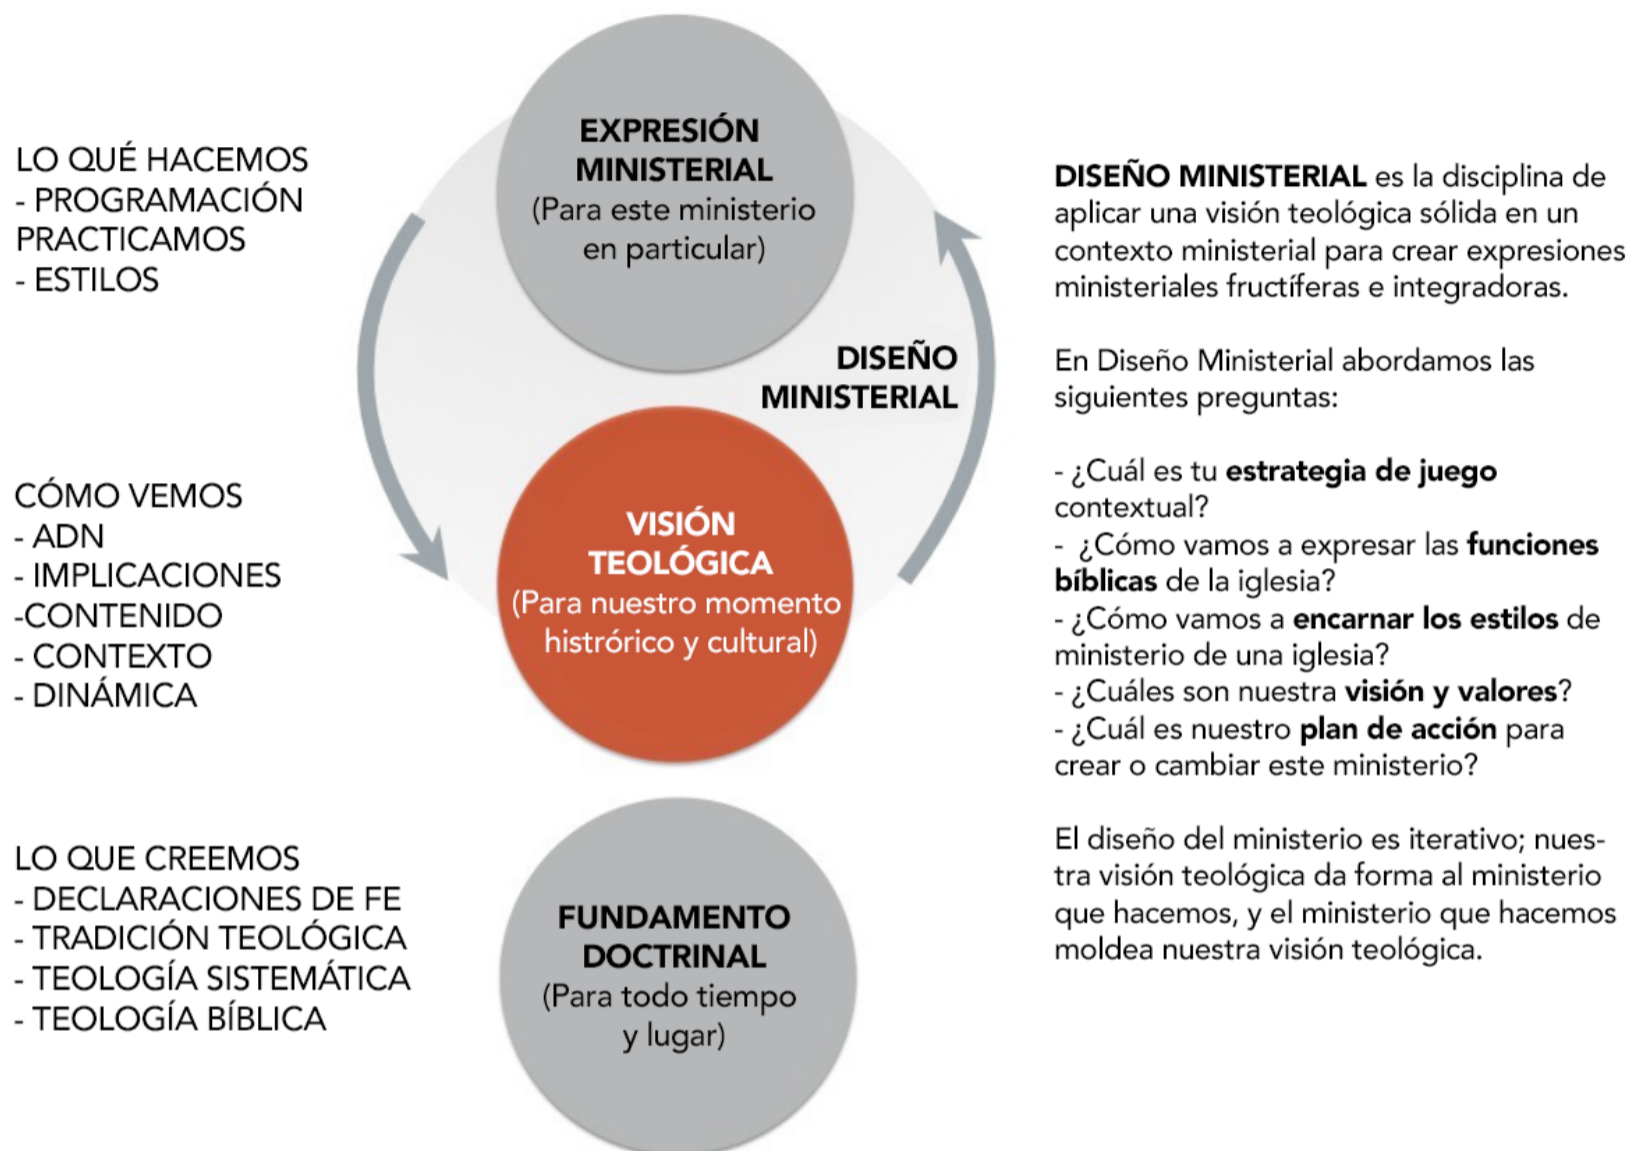 LO QUÉ HACEMOS
- PROGRAMACIÓN
PRACTICAMOS
- ESTILOS
EXPRESIÓN
MINISTERIAL
(Para este ministerio
en particular)
DISEÑO
MINISTERIAL
CÓMO VEMOS
- ADN
- IMPLICACIONES
-CONTENIDO
- CONTEXTO
- DINÁMICA
VISIÓN
TEOLÓGICA
(Para nuestro momento
histrórico y cultural)
LO QUE CREEMOS
- DECLARACIONES DE FE
- TRADICIÓN TEOLÓGICA
- TEOLOGÍA SISTEMÁTICA
- TEOLOGÍA BÍBLICA
FUNDAMENTO
DOCTRINAL
(Para todo tiempo
y lugar)
DISEÑO MINISTERIAL es la disciplina de
aplicar una visión teológica sólida en un
contexto ministerial para crear expresiones
ministeriales fructíferas e integradoras.
En Diseño Ministerial abordamos las
siguientes preguntas:
- ¿Cuál es tu estrategia de juego
contextual?
- ¿Cómo vamos a expresar las funciones
bíblicas de la iglesia?
- ¿Cómo vamos a encarnar los estilos de
ministerio de una iglesia?
- ¿Cuáles son nuestra visión y valores?
- ¿Cuál es nuestro plan de acción para
crear o cambiar este ministerio?
El diseño del ministerio es iterativo; nues-
tra visión teológica da forma al ministerio
que hacemos, y el ministerio que hacemos
moldea nuestra visión teológica.